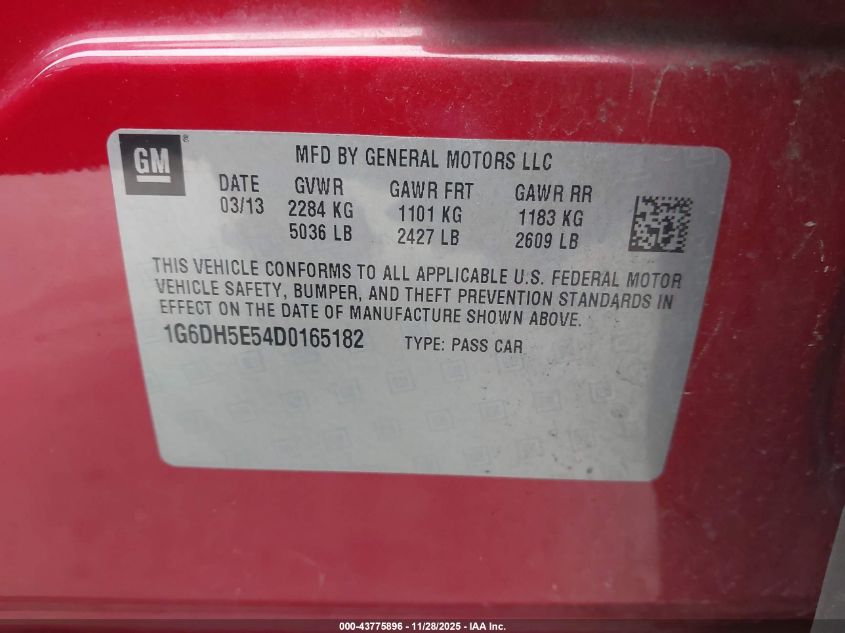 GM ®
MFD BY GENERAL MOTORS LLC
DATE GVWR GAWR FRT GAWR RR
03/13 2284 KG 1101 KG 1183 KG
5036 LB 2427 LB 2609 LB
THIS VEHICLE CONFORMS TO ALL APPLICABLE U.S. FEDERAL MOTOR
VEHICLE SAFETY, BUMPER, AND THEFT PREVENTION STANDARDS IN
EFFECT ON THE DATE OF MANUFACTURE SHOWN ABOVE.
1G6DH5E54D0165182 TYPE: PASS CAR
000-43775896 - 11/28/2025 - IAA Inc.